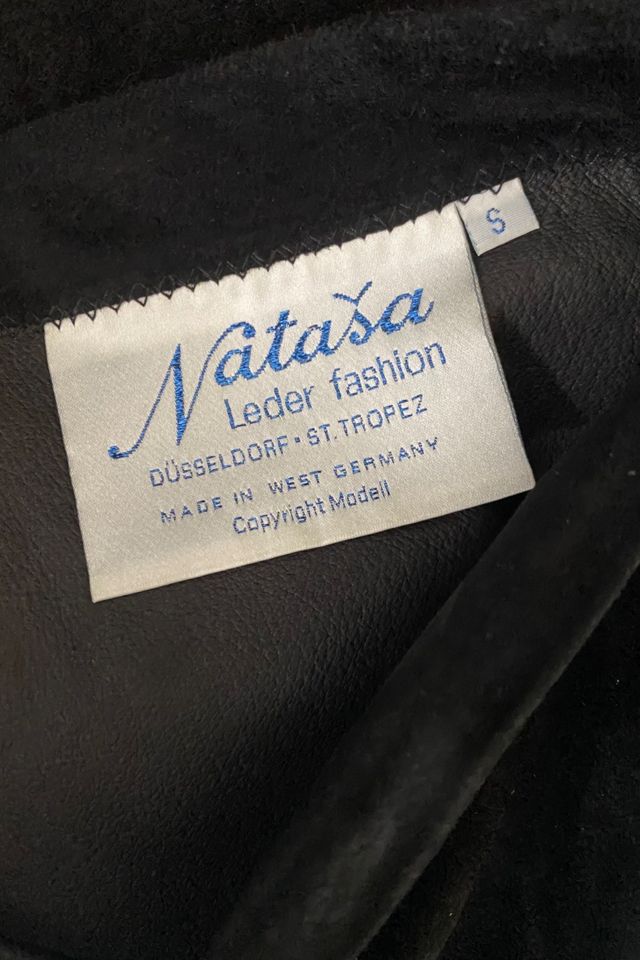 Nataša
Leder fashion
DÜSSELDORF · ST. TROPEZ
MADE IN WEST GERMANY
Copyright Modell
S